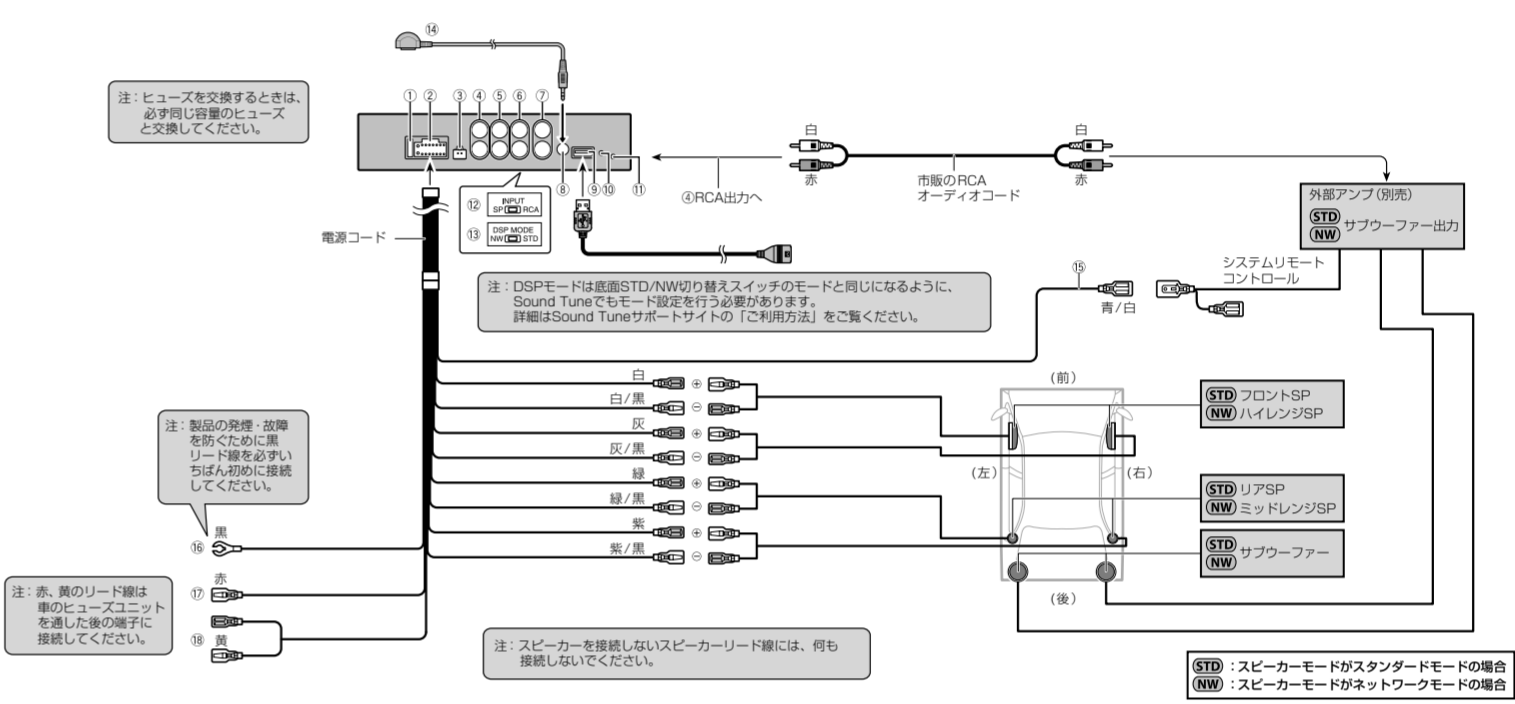 ⑭
注：ヒューズを交換するときは、
必ず同じ容量のヒューズ
と交換してください。
① ② ③ ④ ⑤ ⑥ ⑦
⑧ ⑨ ⑩ ⑪
⑫ INPUT
SP RCA
⑬ DSP MODE
NW STD
電源コード
④RCA出力へ
白
赤
市販のRCA
オーディオコード
白
赤
外部アンプ（別売）
STD
NW
サブウーファー出力
システムリモート
コントロール
⑮
青/白
注：DSPモードは底面STD/NW切り替えスイッチのモードと同じになるように、
Sound Tuneでもモード設定を行う必要があります。
詳細はSound Tuneサポートサイトの「ご利用方法」をご覧ください。
白 ⊕
白/黒 ⊖
灰 ⊕
灰/黒 ⊖
緑 ⊕
緑/黒 ⊖
紫 ⊕
紫/黒 ⊖
（前）
（左）
（右）
（後）
STD フロントSP
NW ハイレンジSP
STD リアSP
NW ミッドレンジSP
STD
NW
サブウーファー
注：製品の発煙・故障
を防ぐために黒
リード線を必ずい
ちばん初めに接続
してください。
黒
⑯
注：赤、黄のリード線は
車のヒューズユニット
を通した後の端子に
接続してください。
赤
⑰
⑱ 黄
注：スピーカーを接続しないスピーカーリード線には、何も
接続しないでください。
STD ：スピーカーモードがスタンダードモードの場合
NW ：スピーカーモードがネットワークモードの場合